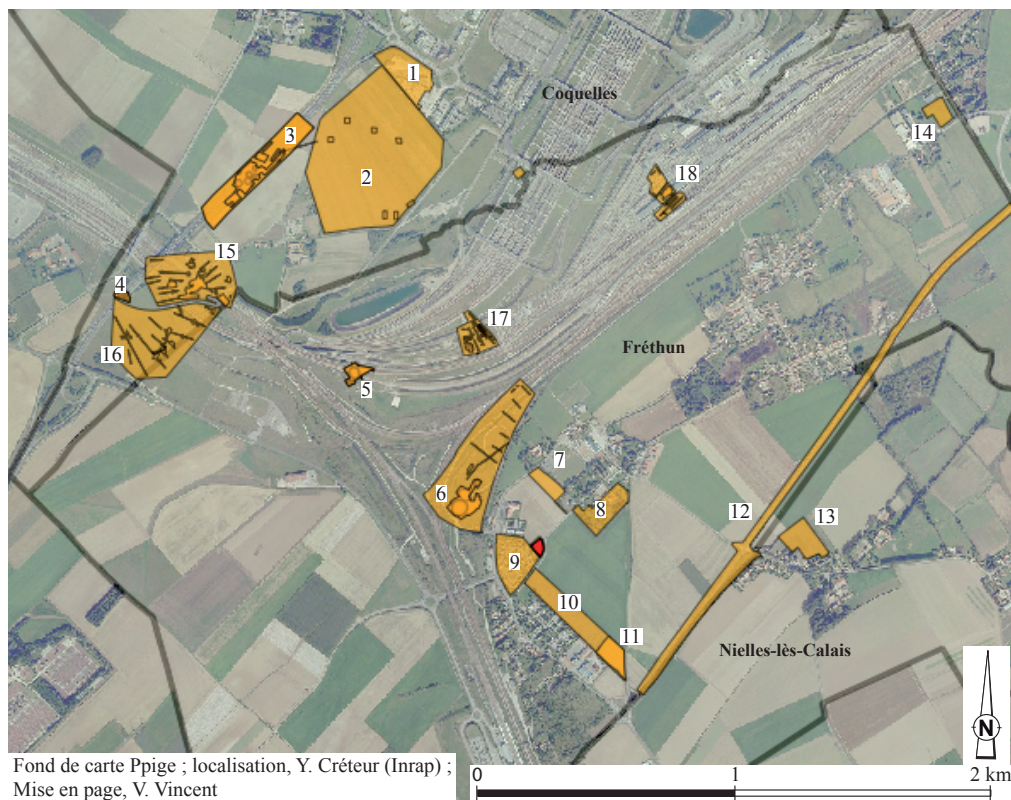 1
Coquelles
14
3
2
18
15
4
17
16
Fréthun
5
7
6
8
12
13
9
10
11
Nielles-lès-Calais
N
Fond de carte Ppige ; localisation, Y. Créteur (Inrap) ;
Mise en page, V. Vincent
0 1 2 km